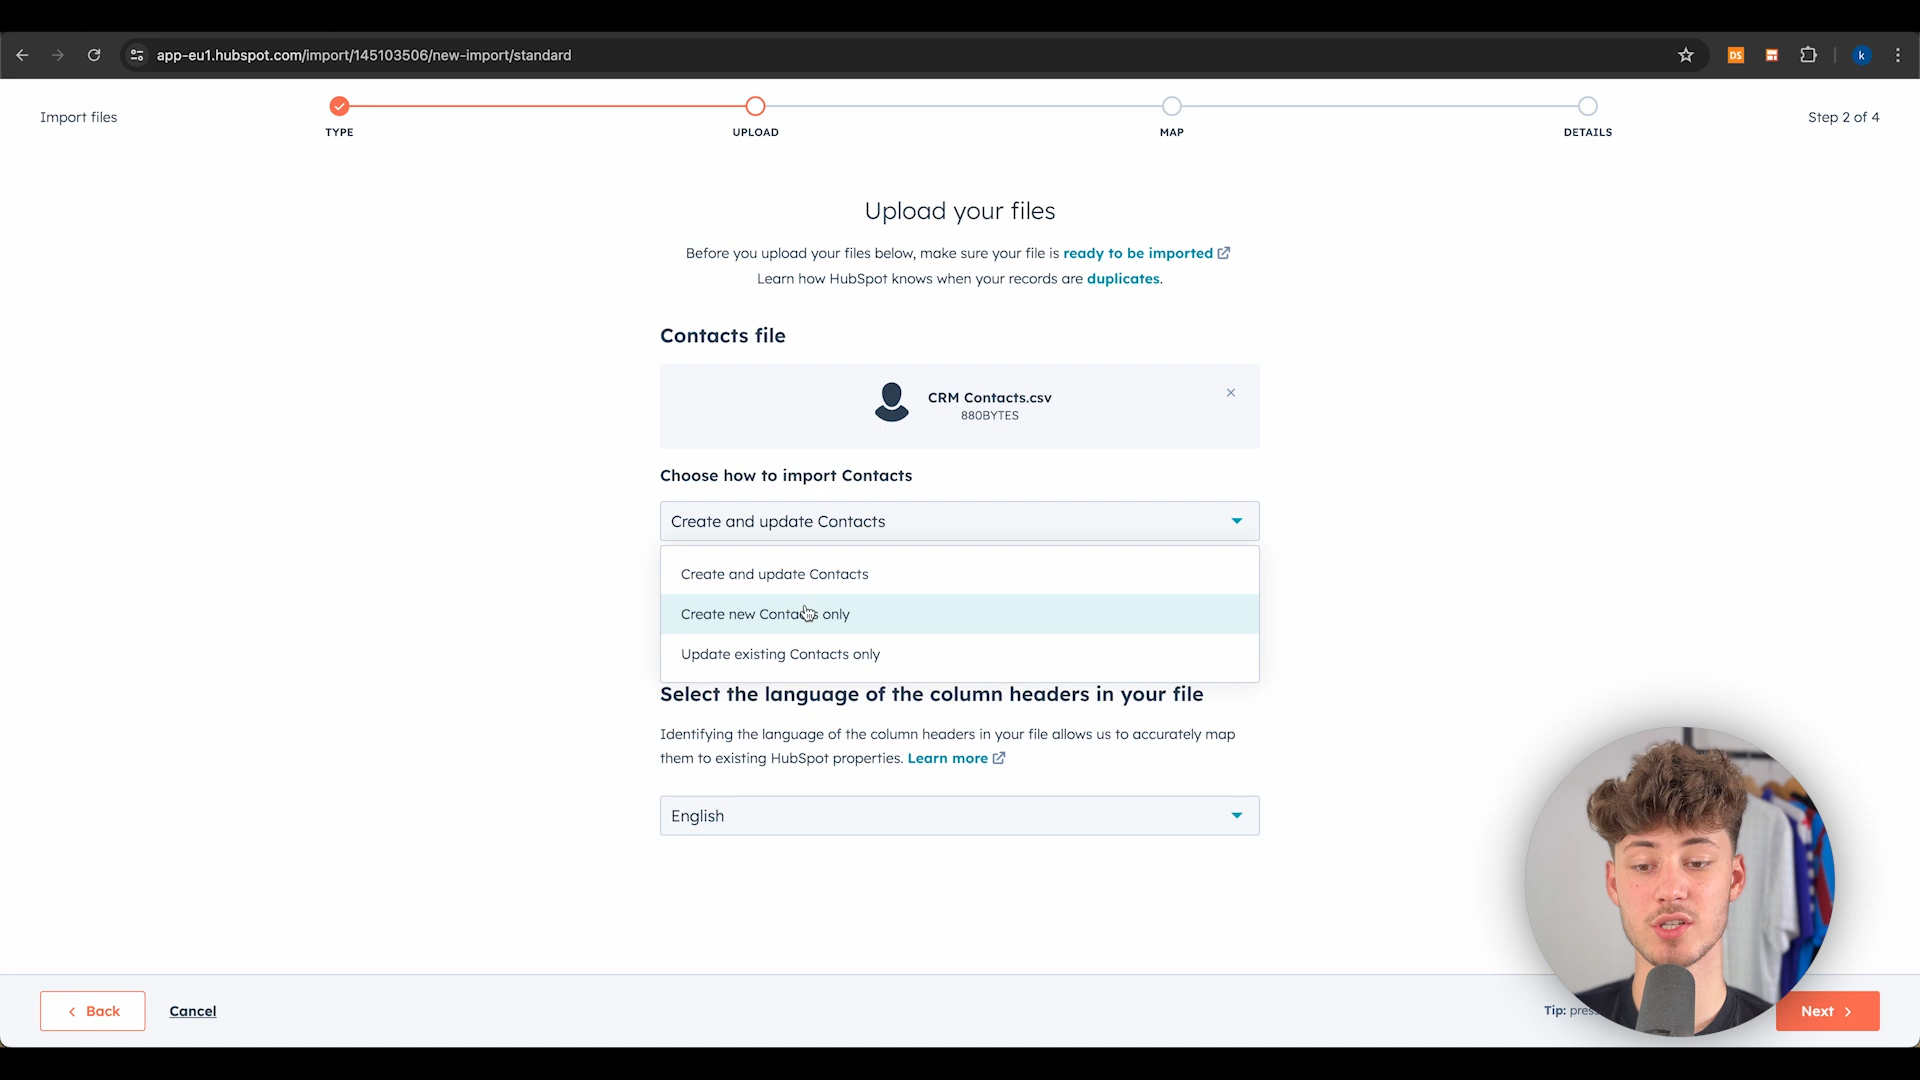 app-eu1.hubspot.com/import/145103506/new-import/standard
DS
k
Import files
TYPE
UPLOAD
MAP
DETAILS
Step 2 of 4
Upload your files
Before you upload your files below, make sure your file is ready to be imported
Learn how HubSpot knows when your records are duplicates.
Contacts file
CRM Contacts.csv
880BYTES
Choose how to import Contacts
Create and update Contacts
Create and update Contacts
Create new Contacts only
Update existing Contacts only
Select the language of the column headers in your file
Identifying the language of the column headers in your file allows us to accurately map
them to existing HubSpot properties. Learn more
English
Back
Cancel
Tip: press
Next